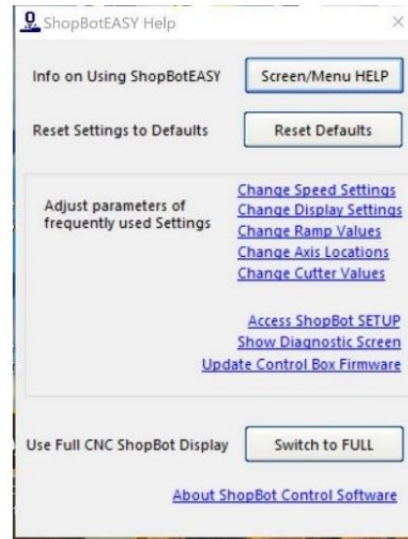 ShopBotEASY Help
Info on Using ShopBotEASY
Screen/Menu HELP
Reset Settings to Defaults
Reset Defaults
Adjust parameters of
frequently used Settings
Change Speed Settings
Change Display Settings
Change Ramp Values
Change Axis Locations
Change Cutter Values
Access ShopBot SETUP
Show Diagnostic Screen
Update Control Box Firmware
Use Full CNC ShopBot Display
Switch to FULL
About ShopBot Control Software